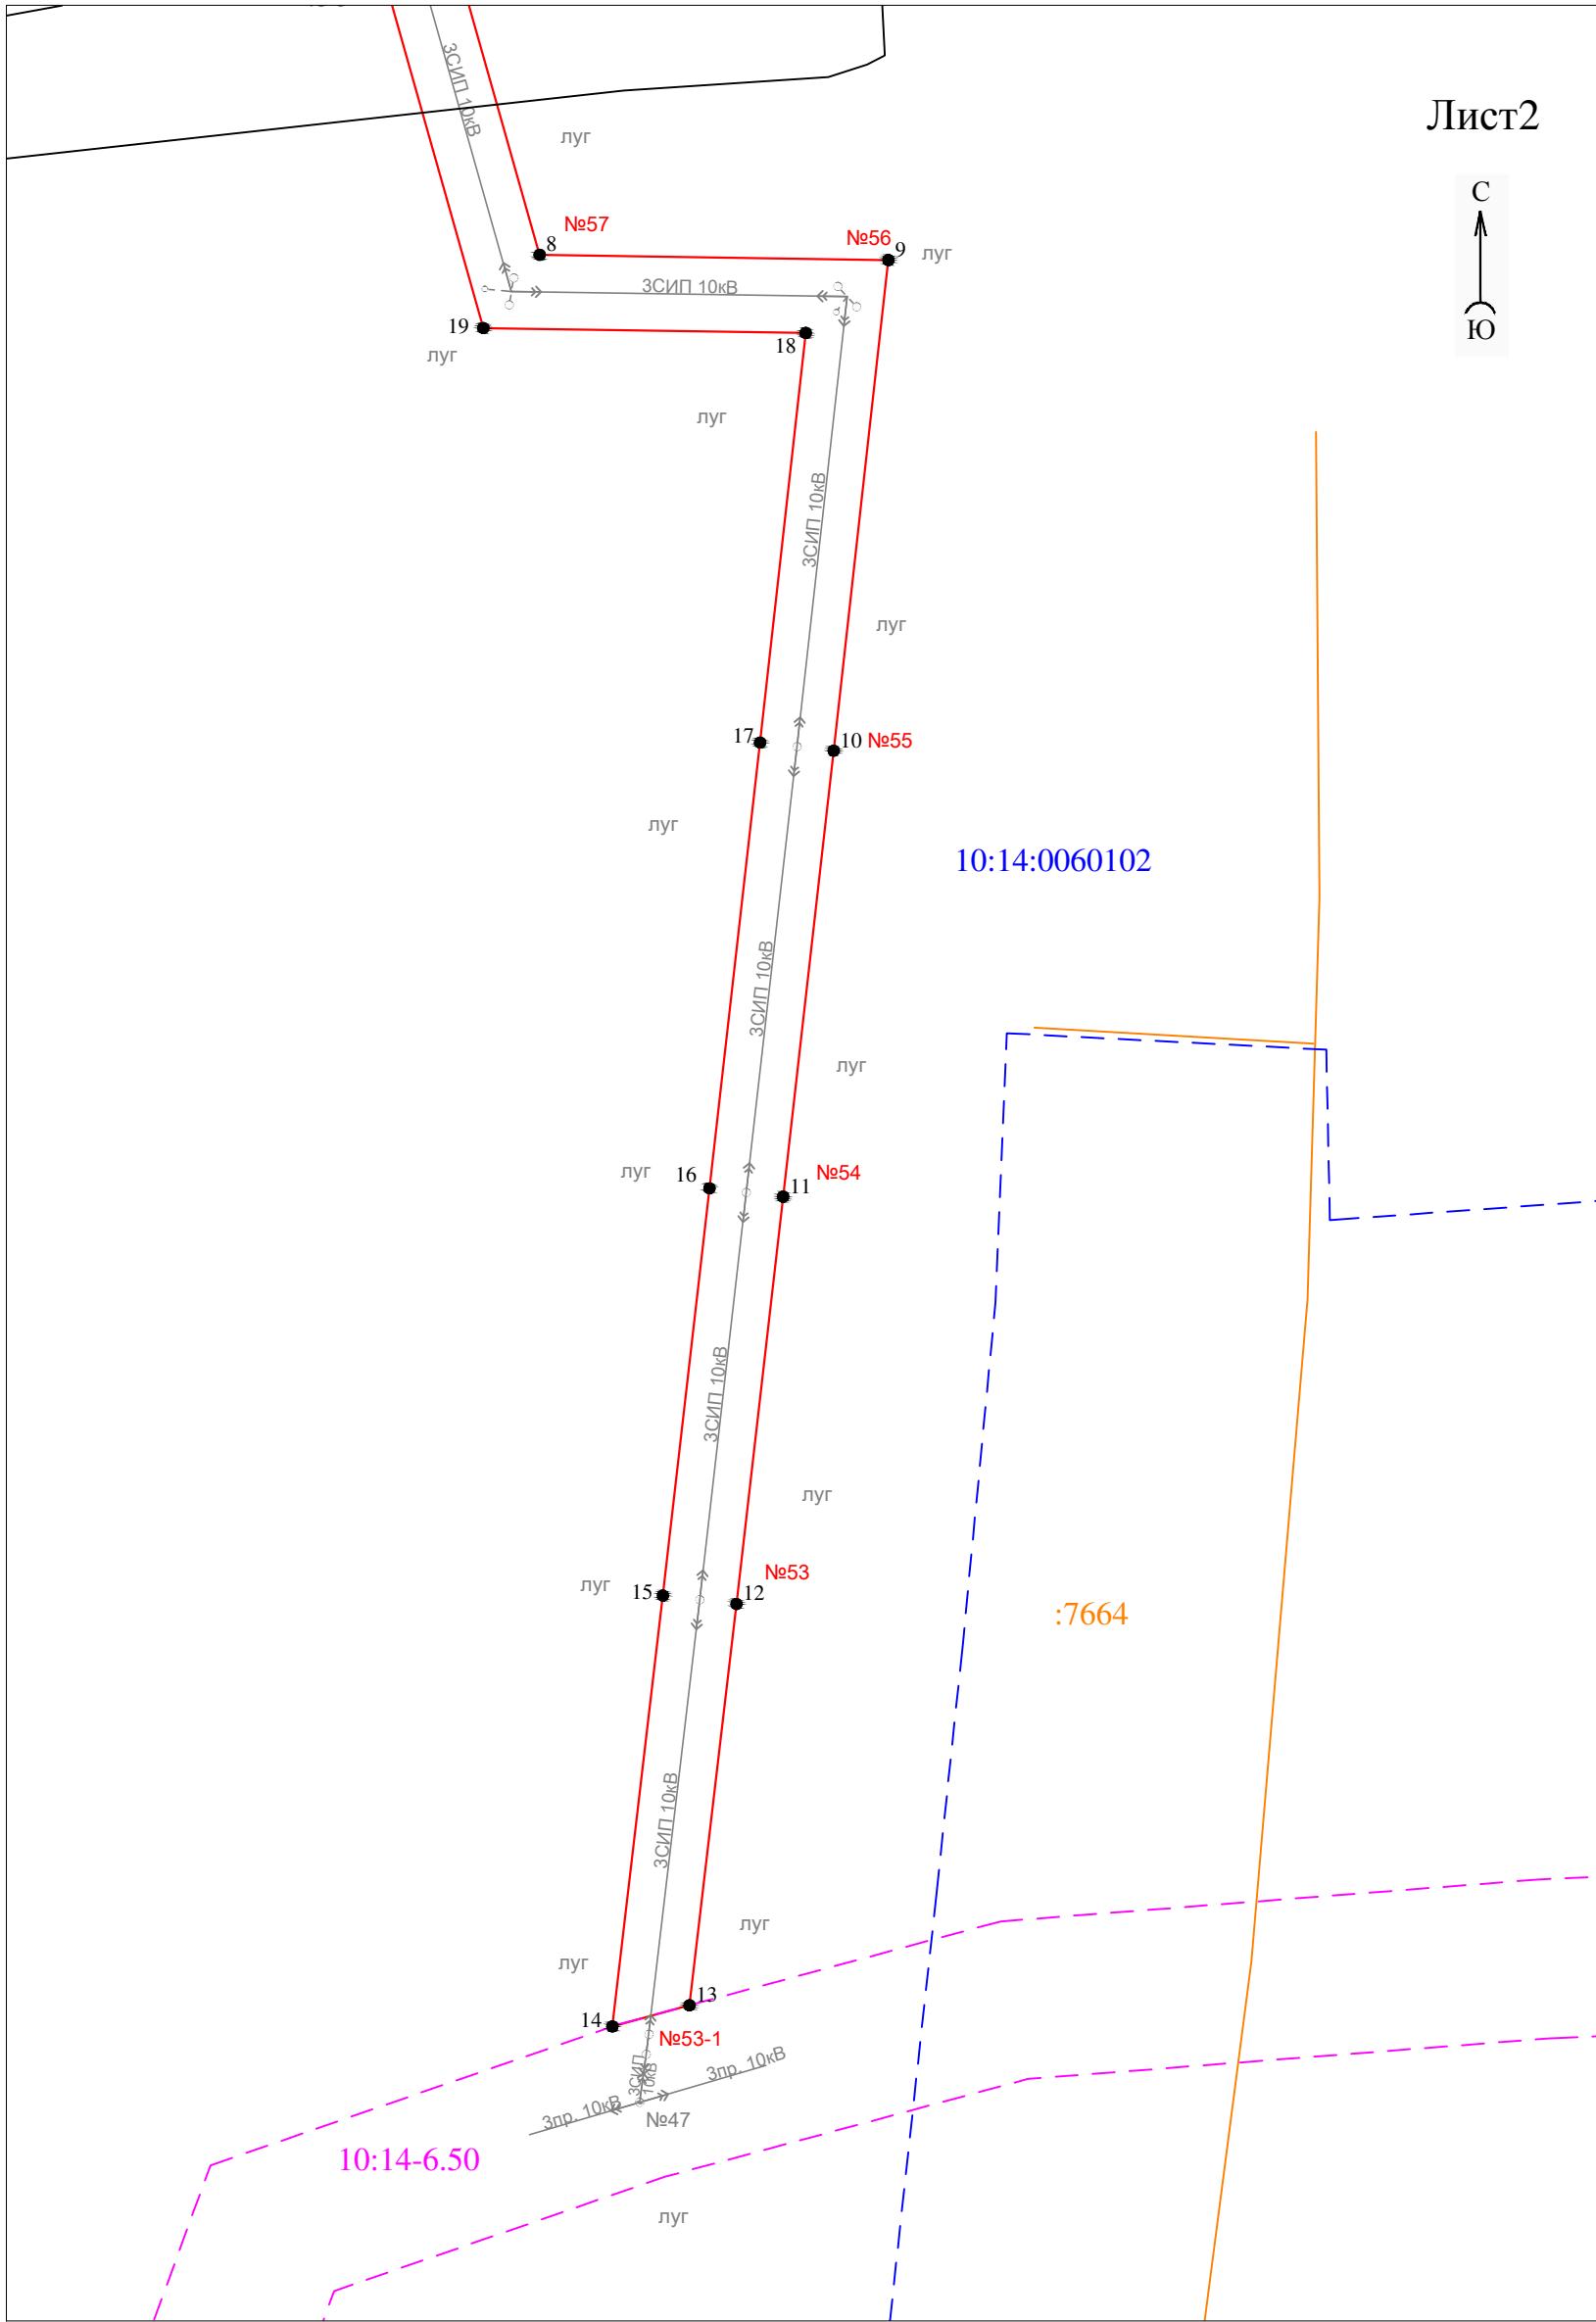 3СИП 10кВ
Лист2
луг
С
Ю
№57
8
№56
9
луг
3СИП 10кВ
19
18
луг
луг
3СИП 10кВ
луг
17
10
№55
луг
10:14:0060102
3СИП 10кВ
луг
луг
16
№54
11
3СИП 10кВ
луг
№53
луг
15
12
:7664
3СИП 10кВ
луг
луг
13
14
№53-1
3СИП
10кВ
3пр. 10кВ
3пр. 10кВ
№47
10:14-6.50
луг